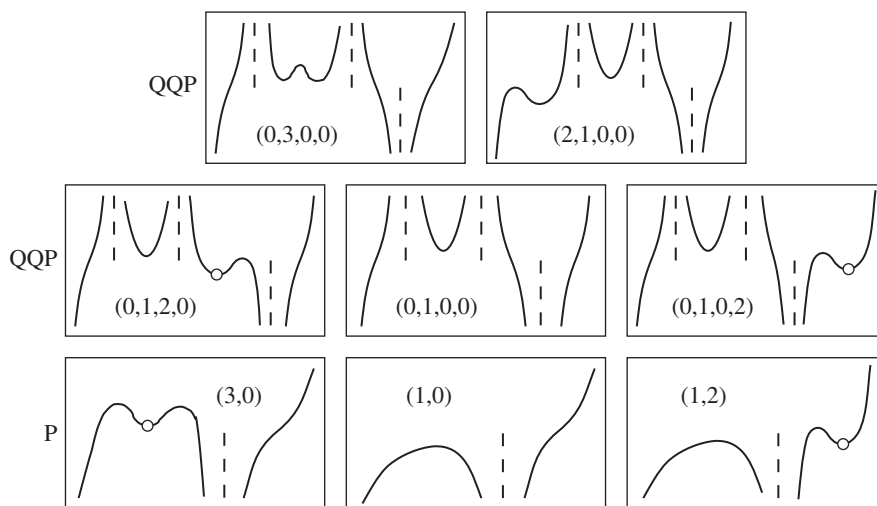 QQP
(0,3,0,0)
(2,1,0,0)
QQP
(0,1,2,0)
(0,1,0,0)
(0,1,0,2)
P
(3,0)
(1,0)
(1,2)